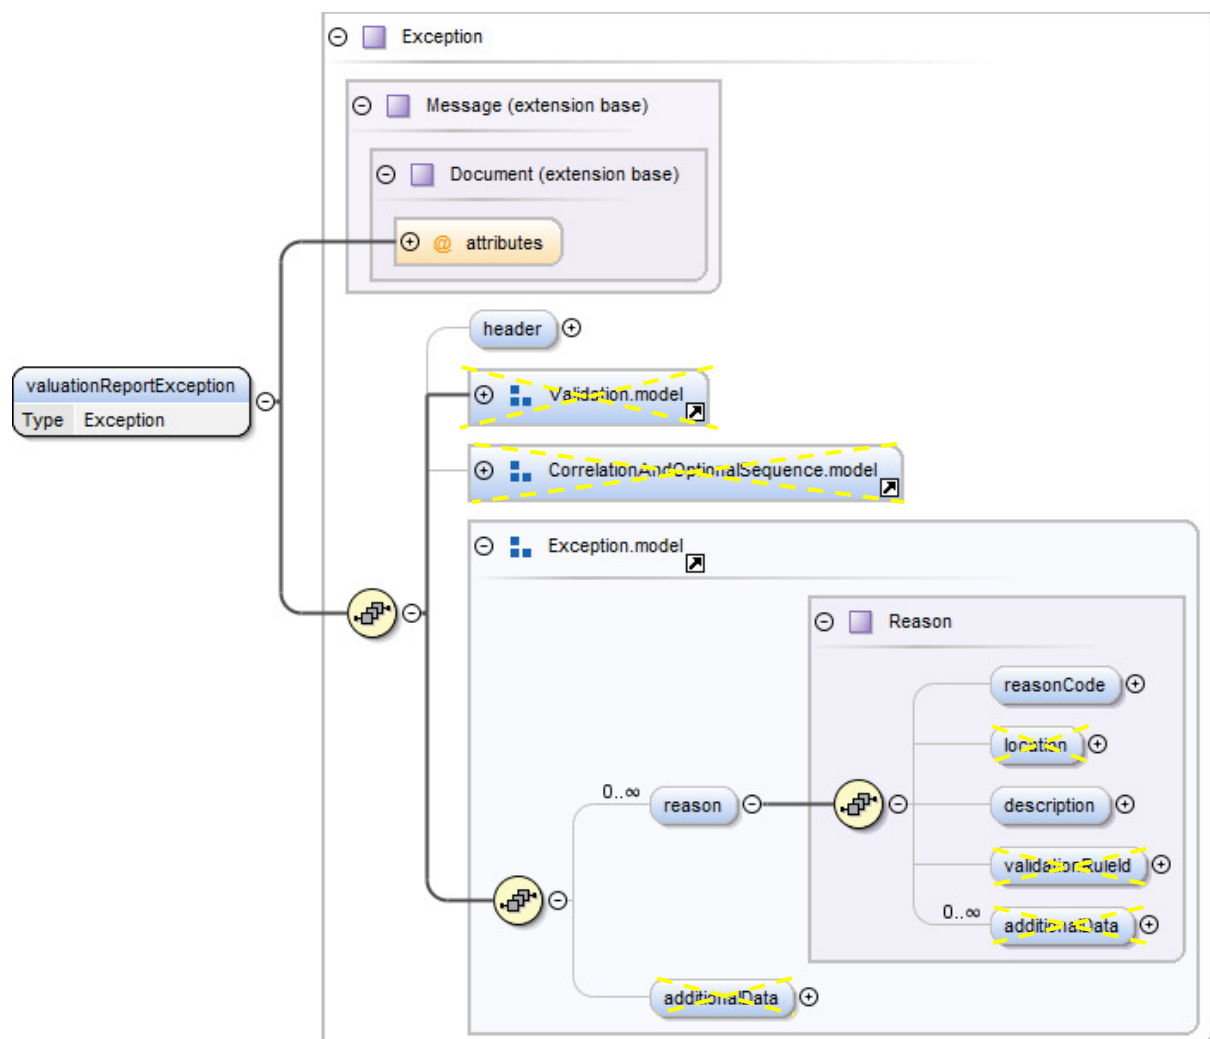 Exception
Message (extension base)
Document (extension base)
@ attributes
header
valuationReportException
Type Exception
Validation.model
CorrelationAndOptionalSequence.model
Exception.model
Reason
reasonCode
location
0..∞
reason
description
validationRuleId
0..∞
additionalData
additionalData